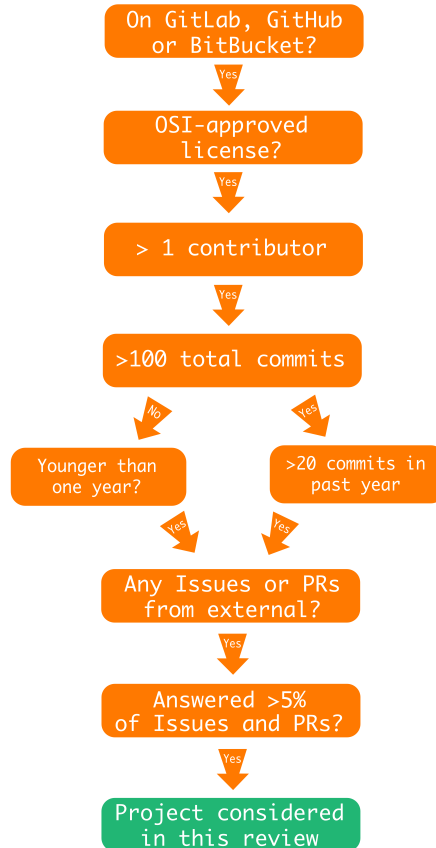 On GitLab, GitHub
or BitBucket?
Yes
OSI-approved
license?
Yes
> 1 contributor
Yes
>100 total commits
No
Yes
Younger than
one year?
>20 commits in
past year
Yes
Yes
Any Issues or PRs
from external?
Yes
Answered >5%
of Issues and PRs?
Yes
Project considered
in this review